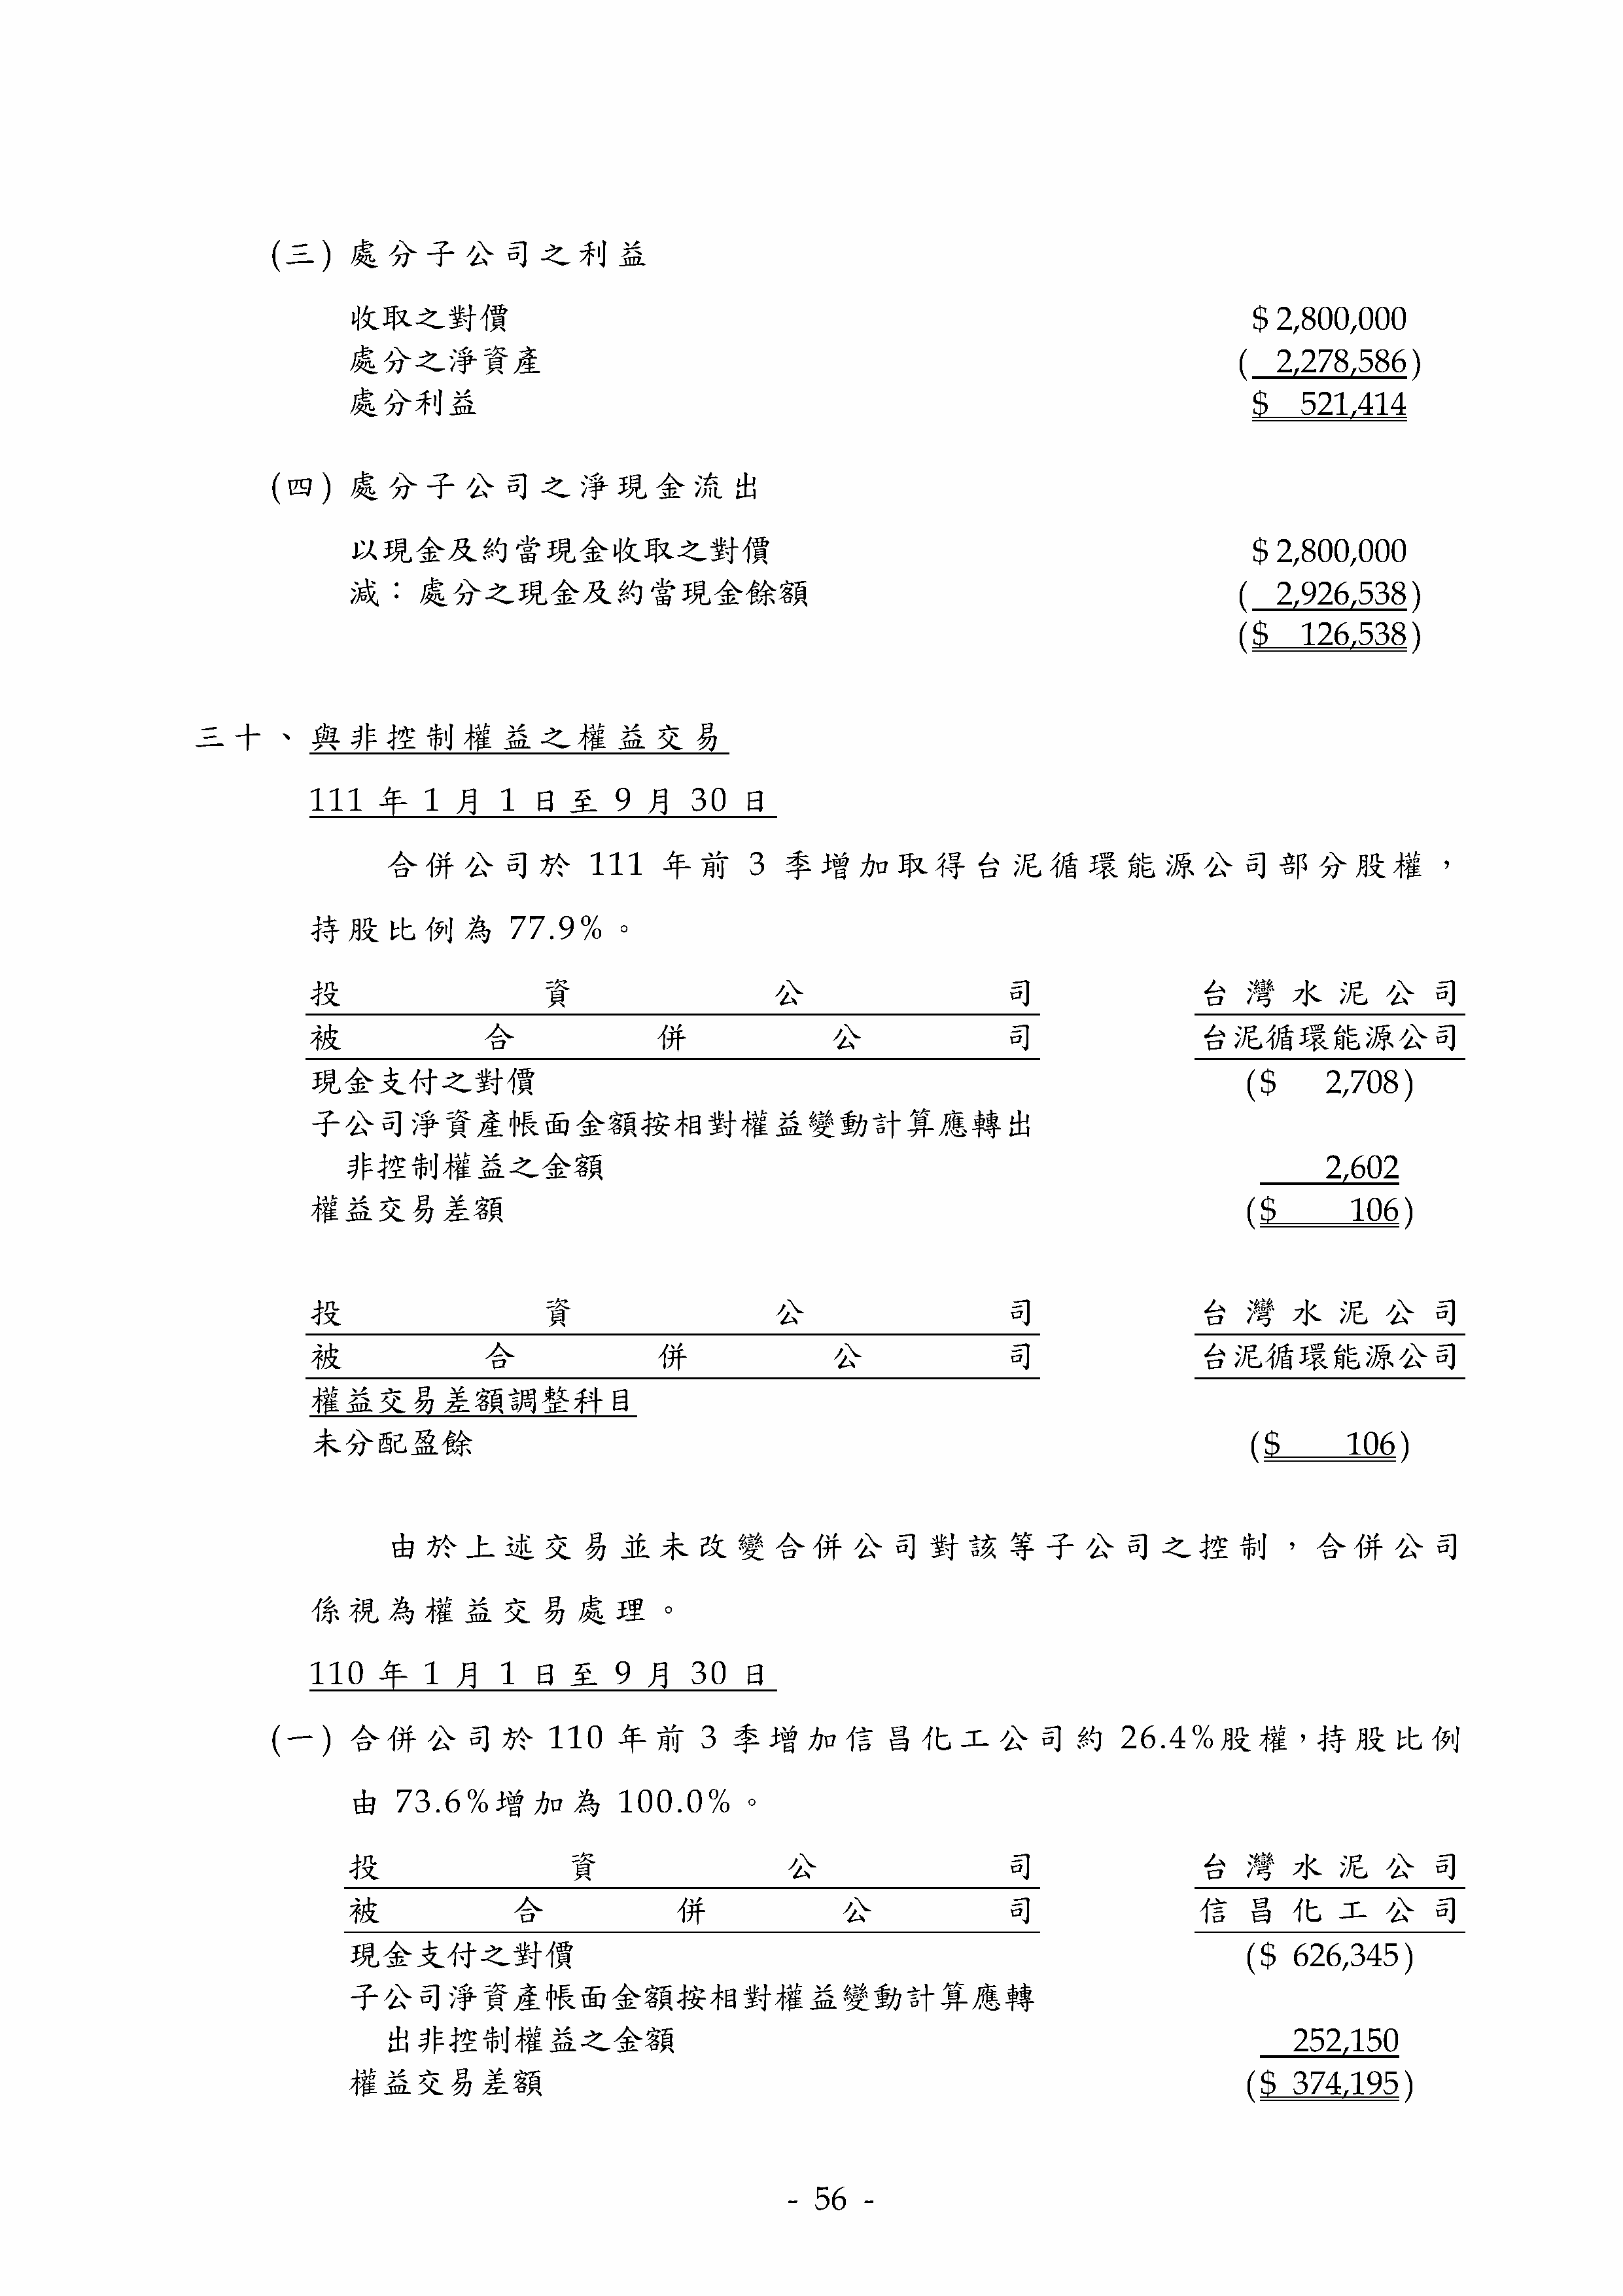 (三) 處分子公司之利益
收取之對價 $ 2,800,000
處分之淨資產 ( 2,278,586)
處分利益 $ 521,414
(四) 處分子公司之淨現金流出
以現金及約當現金收取之對價 $ 2,800,000
減：處分之現金及約當現金餘額 ( 2,926,538)
($ 126,538)
三十、與非控制權益之權益交易
111 年 1 月 1 日至 9 月 30 日
合併公司於 111 年前 3 季增加取得台泥循環能源公司部分股權，
持股比例為 77.9%。
投資公司 台灣水泥公司
被合併公司 台泥循環能源公司
現金支付之對價 ($ 2,708)
子公司淨資產帳面金額按相對權益變動計算應轉出
非控制權益之金額 2,602
權益交易差額 ($ 106)
投資公司 台灣水泥公司
被合併公司 台泥循環能源公司
權益交易差額調整科目
未分配盈餘 ($ 106)
由於上述交易並未改變合併公司對該等子公司之控制，合併公司
係視為權益交易處理。
110 年 1 月 1 日至 9 月 30 日
(一) 合併公司於 110 年前 3 季增加信昌化工公司約 26.4%股權，持股比例
由 73.6%增加為 100.0%。
投資公司 台灣水泥公司
被合併公司 信昌化工公司
現金支付之對價 ($ 626,345)
子公司淨資產帳面金額按相對權益變動計算應轉
出非控制權益之金額 252,150
權益交易差額 ($ 374,195)
- 56 -